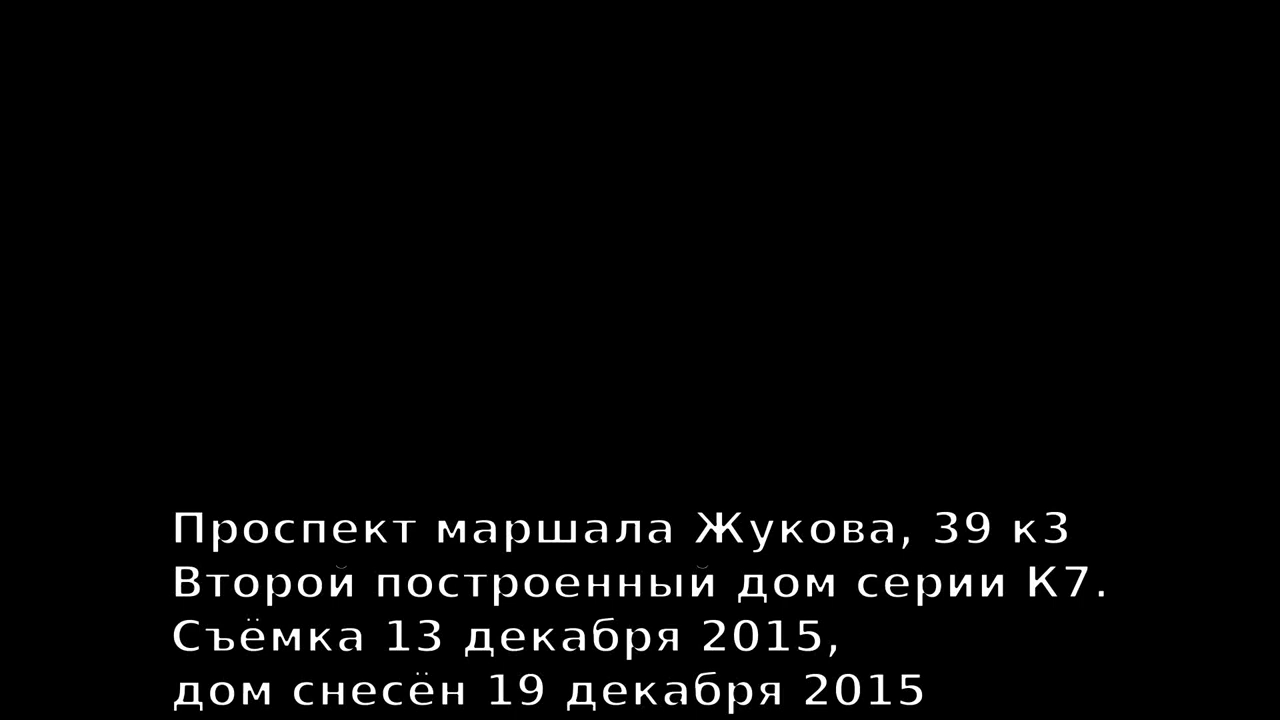 Проспект маршала Жукова, 39 к3
Второй построенный дом серии К7.
Съёмка 13 декабря 2015,
дом снесён 19 декабря 2015